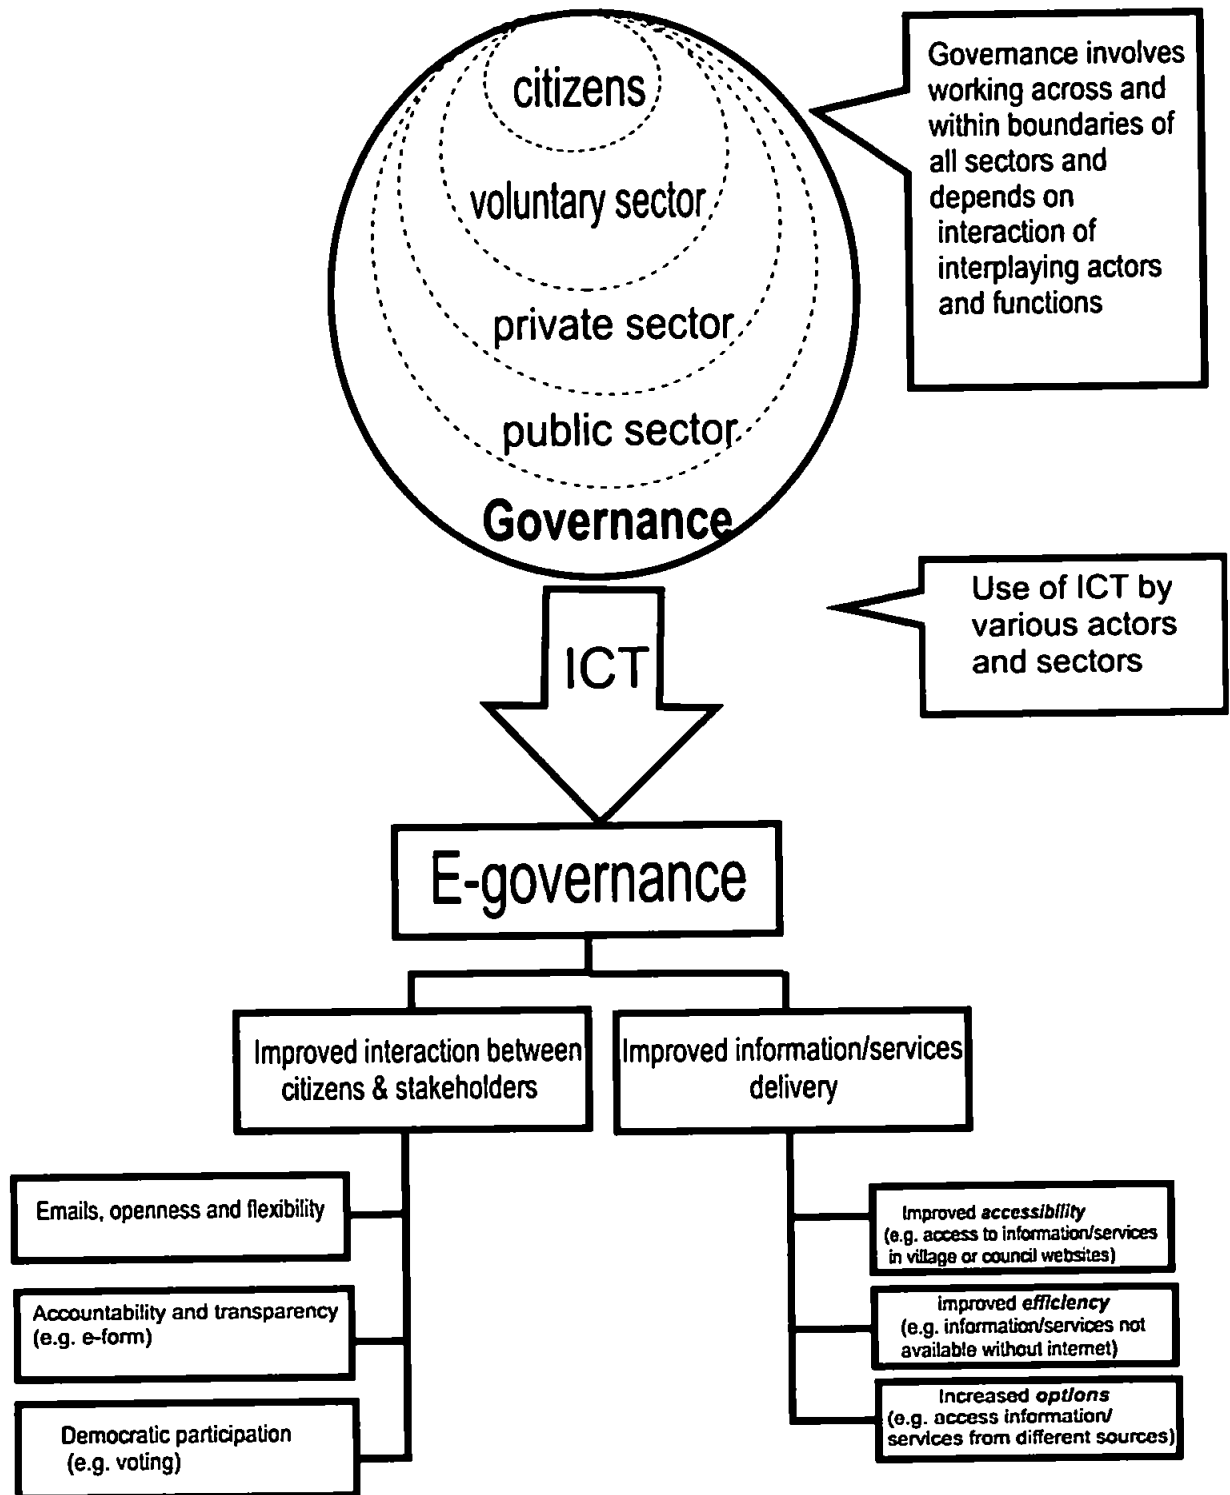 citizens
voluntary sector
private sector
public sector
Governance
Governance involves
working across and
within boundaries of
all sectors and
depends on
interaction of
interplaying actors
and functions
ICT
Use of ICT by
various actors
and sectors
E-governance
Improved interaction between
citizens & stakeholders
Improved information/services
delivery
Emails, openness and flexibility
Accountability and transparency
(e.g. e-form)
Democratic participation
(e.g. voting)
Improved accessibility
(e.g. access to information/services
in village or council websites)
improved efficiency
(e.g. information/services not
available without internet)
Increased options
(e.g. access information/
services from different sources)